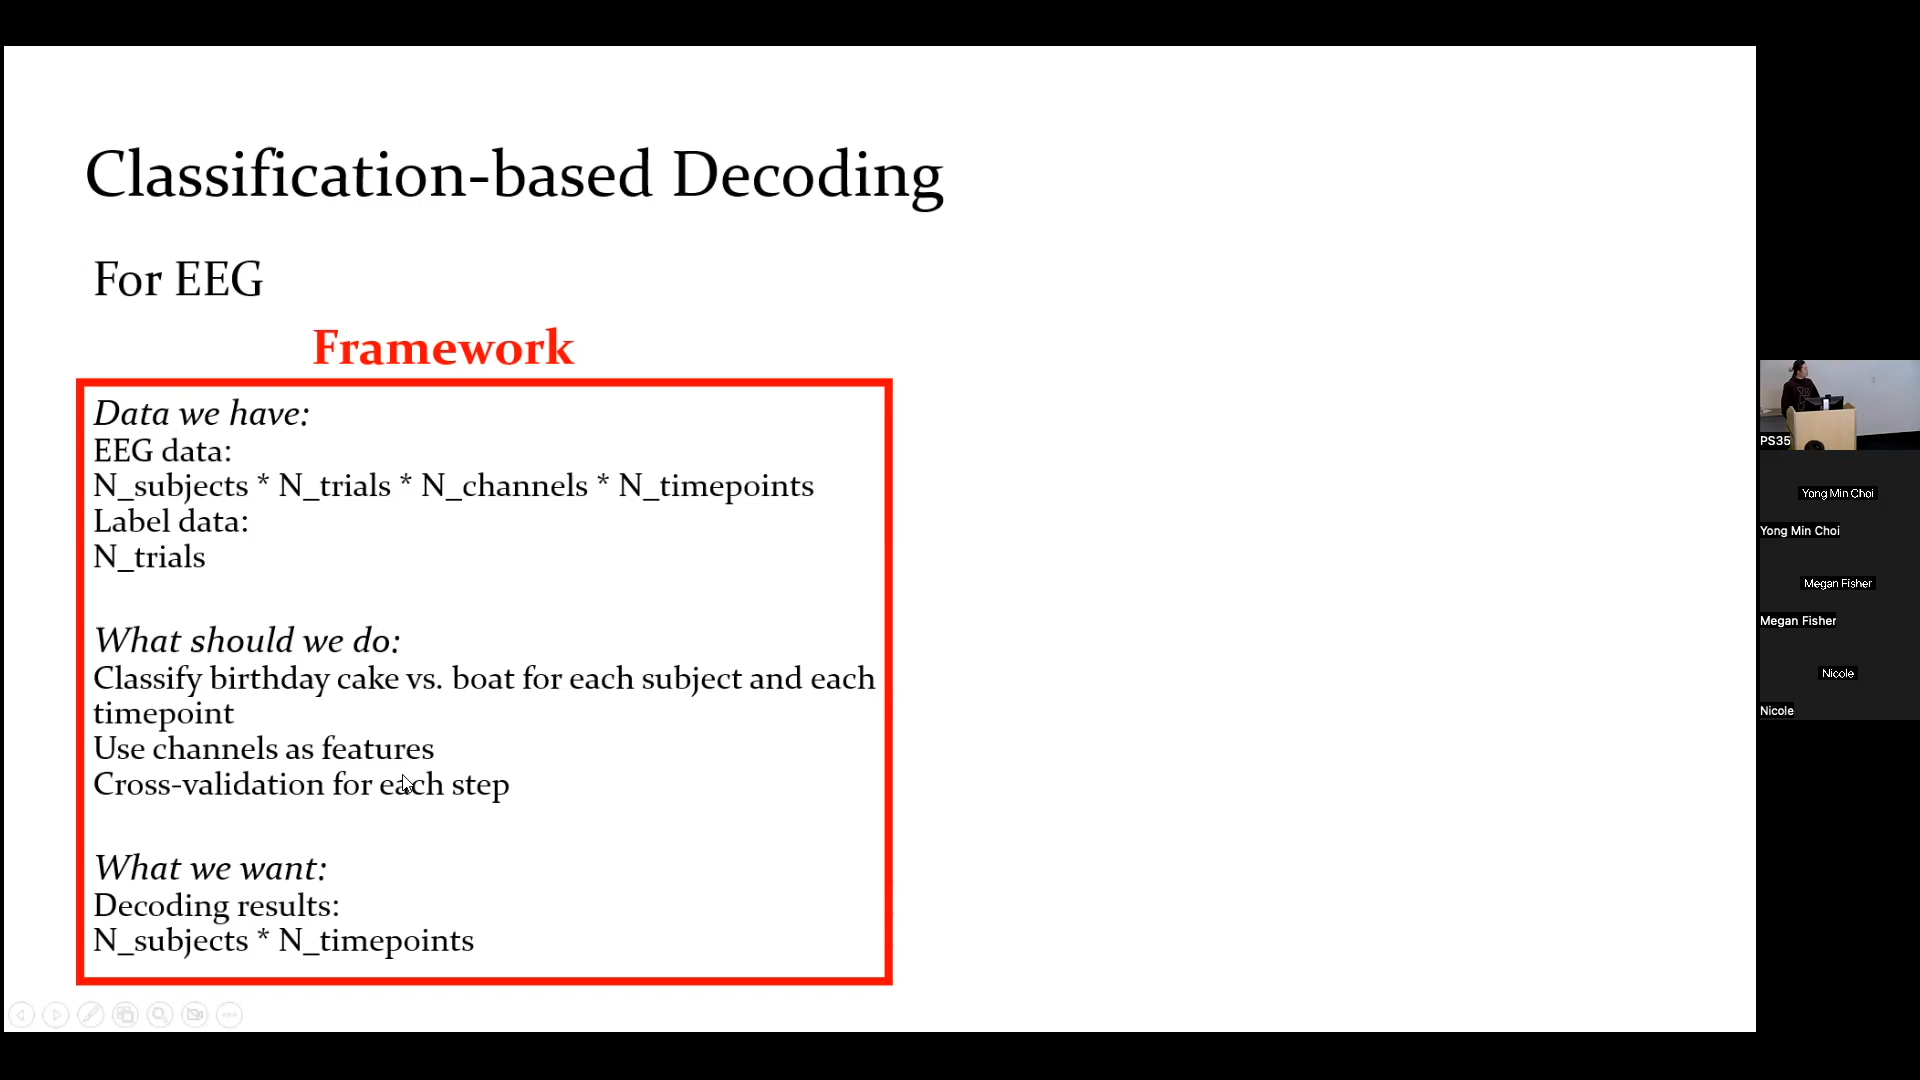 Classification-based Decoding
For EEG
Framework
Data we have:
EEG data:
N_subjects * N_trials * N_channels * N_timepoints
Label data:
N_trials
What should we do:
Classify birthday cake vs. boat for each subject and each
timepoint
Use channels as features
Cross-validation for each step
What we want:
Decoding results:
N_subjects * N_timepoints
PS35
Yong Min Choi
Yong Min Choi
Megan Fisher
Megan Fisher
Nicole
Nicole